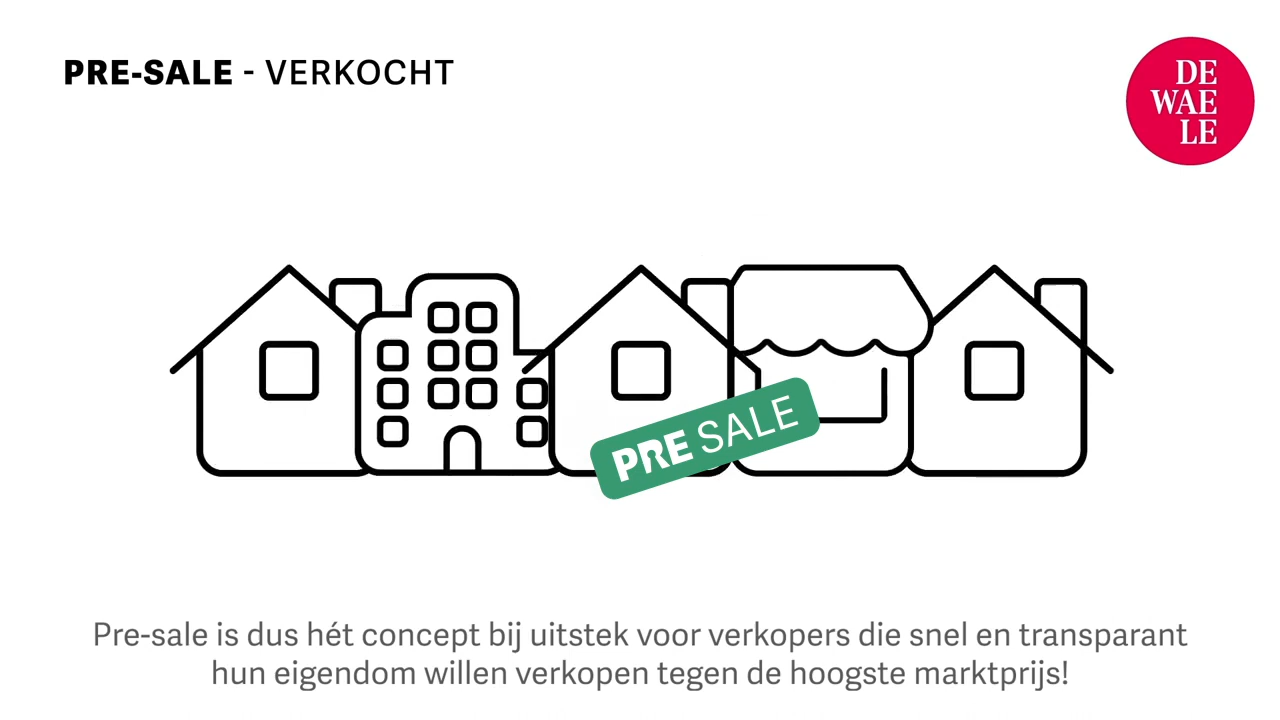 PRE-SALE - VERKOCHT
DE
WAE
LE
PRE SALE
Pre-sale is dus hét concept bij uitstek voor verkopers die snel en transparant
hun eigendom willen verkopen tegen de hoogste marktprijs!